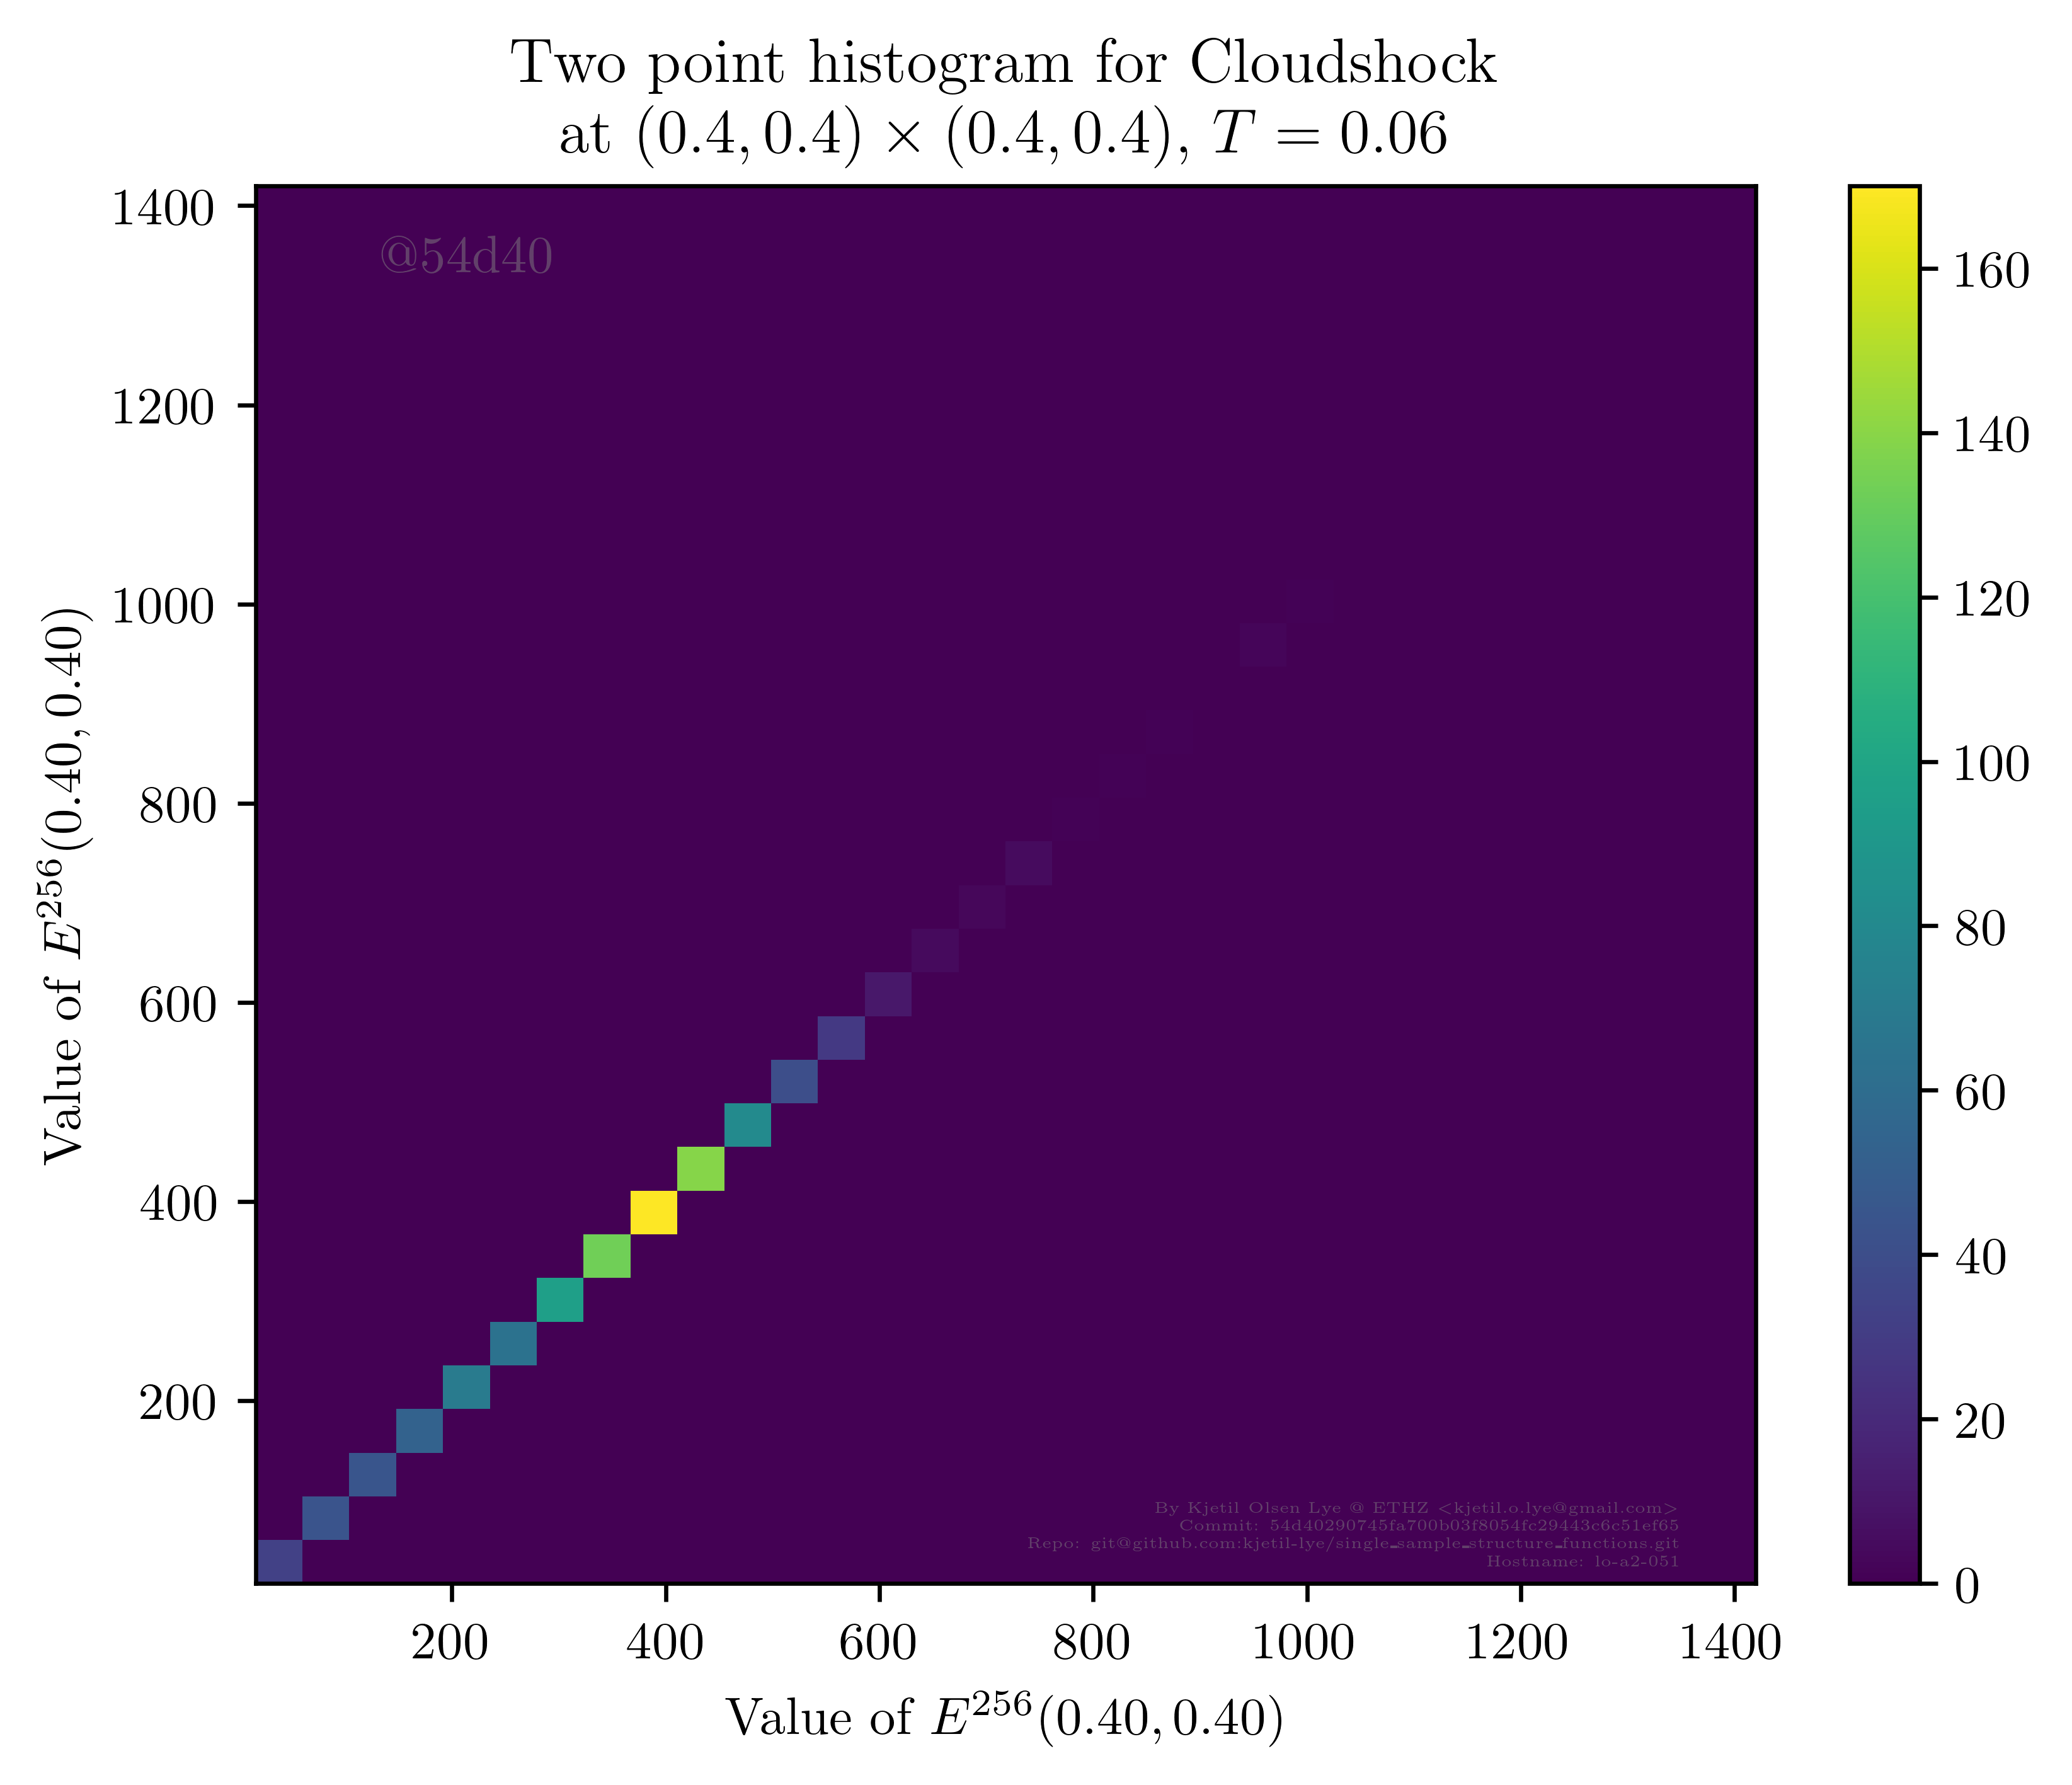 Two point histogram for Cloudshock
at (0.4, 0.4) × (0.4, 0.4), T = 0.06
1400
1200
1000
800
600
400
200
Value of E^256(0.40, 0.40)
@54d40
By Kjetil Olsen Lye @ ETHZ <kjetil.o.lye@gmail.com>
Commit: 54d40290745fa700b03f8054fc29443c6c51ef65
Repo: git@github.com:kjetil-lye/single_sample_structure_functions.git
Hostname: lo-a2-051
200 400 600 800 1000 1200 1400
Value of E^256(0.40, 0.40)
160
140
120
100
80
60
40
20
0